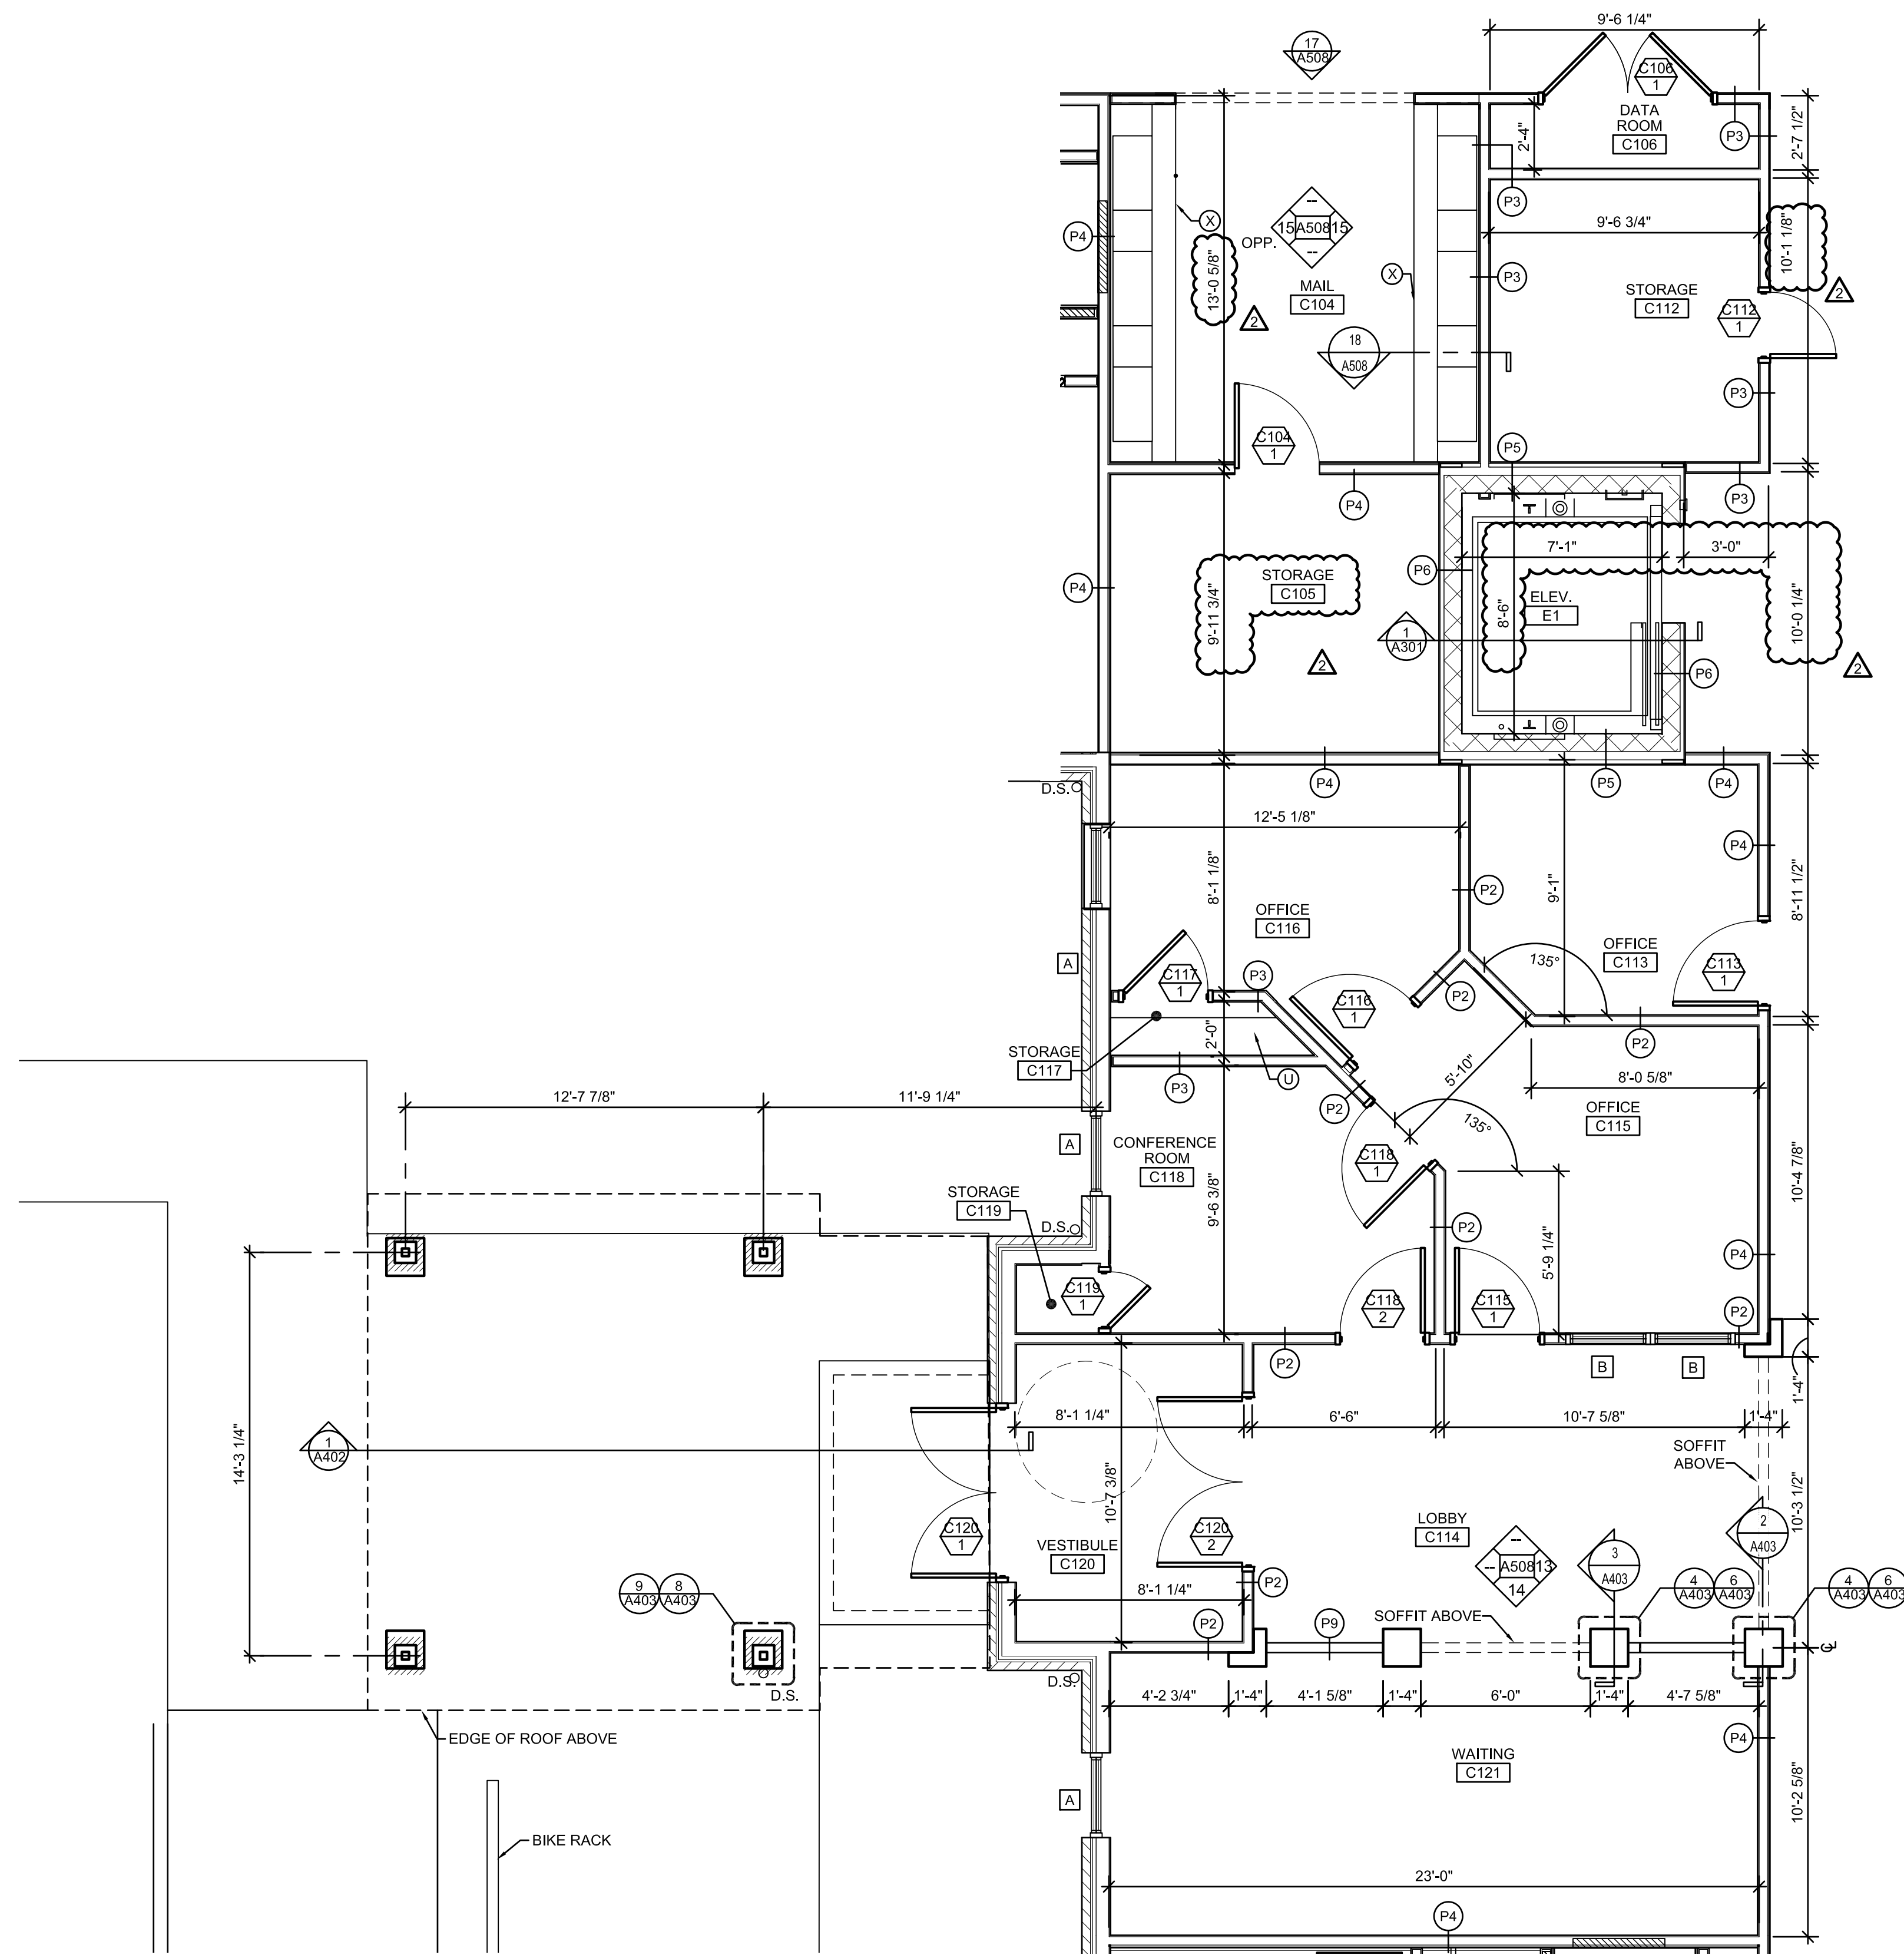 9'-6 1/4"
17
A508
C106
1
DATA
ROOM
C106
P3
2'-7 1/2"
2'-4"
P3
X
15 A508 15
--
--
OPP.
P4
9'-6 3/4"
10'-1 1/8"
13'-0 5/8"
X
P3
MAIL
C104
STORAGE
C112
C112
1
2
2
18
A508
P3
C104
1
P5
P4
P3
7'-1"
3'-0"
P6
STORAGE
C105
P4
9'-11 3/4"
8'-6"
ELEV.
E1
10'-0 1/4"
1
A301
2
2
P6
D.S.
P4
P5
P4
12'-5 1/8"
8'-1 1/8"
P2
9'-1"
P4
8'-11 1/2"
OFFICE
C116
OFFICE
C113
A
135°
C113
1
C117
1
P3
C116
1
P2
STORAGE
C117
2'-0"
P2
U
P3
5'-10"
8'-0 5/8"
P2
OFFICE
C115
12'-7 7/8"
11'-9 1/4"
A
CONFERENCE
ROOM
C118
135°
C118
1
10'-4 7/8"
STORAGE
C119
D.S.
9'-6 3/8"
P2
5'-9 1/4"
P4
C119
1
C118
2
C115
1
P2
P2
B
B
1'-4"
8'-1 1/4"
6'-6"
10'-7 5/8"
1'-4"
14'-3 1/4"
1
A402
SOFFIT
ABOVE
10'-7 3/8"
10'-3 1/2"
C120
1
VESTIBULE
C120
C120
2
LOBBY
C114
--
-- A508 13
14
3
A403
2
A403
9
A403
8
A403
8'-1 1/4"
P2
4
A403
6
A403
4
A403
6
A403
SOFFIT ABOVE
P2
P9
CL
D.S.
D.S.
4'-2 3/4"
1'-4"
4'-1 5/8"
1'-4"
6'-0"
1'-4"
4'-7 5/8"
EDGE OF ROOF ABOVE
P4
WAITING
C121
A
10'-2 5/8"
BIKE RACK
23'-0"
P4